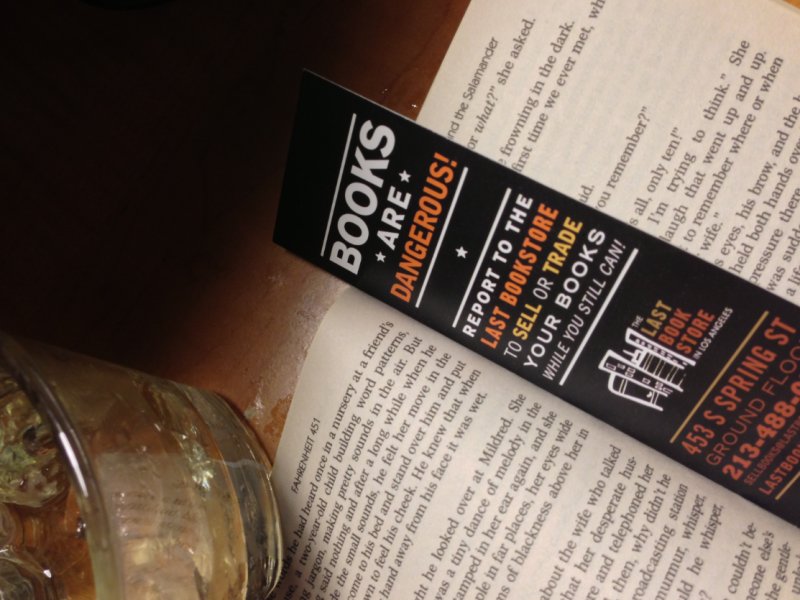 BOOKS
ARE
DANGEROUS!
REPORT TO THE
LAST BOOKSTORE
TO SELL OR TRADE
YOUR BOOKS
WHILE YOU STILL CAN!
THE
LAST
BOOK
STORE
IN LOS ANGELES
453 S SPRING ST
GROUND FLOO
213-488-0
FAHRENHEIT 451
he had heard once in a nursery at a friend's
a two-year-old child building word patterns,
jargon, making pretty sounds in the air. But
said nothing and after a long while when he
the small sounds, he felt her move in the
come to his bed and stand over him and put
down to feel his cheek. He knew that when
hand away from his face it was wet.
he looked over at Mildred. She
was a tiny dance of melody in the
in her ear again, and she
in far places, her eyes wide
of blackness above her in
about the wife who talked
that her desperate hus-
and telephoned her
then, why didn't he
broadcasting station
murmur, whisper,
he whisper,
couldn't be
else's
the Salamander
what?" she asked.
frowning in the dark.
first time we ever met, wh
you remember?"
all, only ten!"
I'm trying to think." She
laugh that went up and up.
to remember where or when
wife."
eyes, his brow, and the
held both hands over
pressure there
was